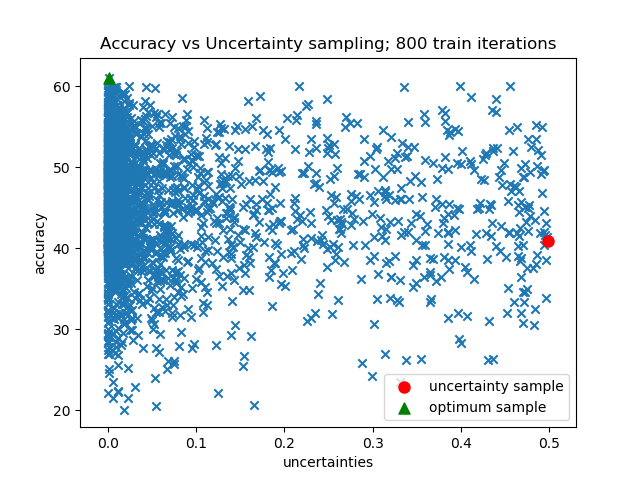 Accuracy vs Uncertainty sampling; 800 train iterations
60
50
40
30
20
accuracy
0.0 0.1 0.2 0.3 0.4 0.5
uncertainties
uncertainty sample
optimum sample